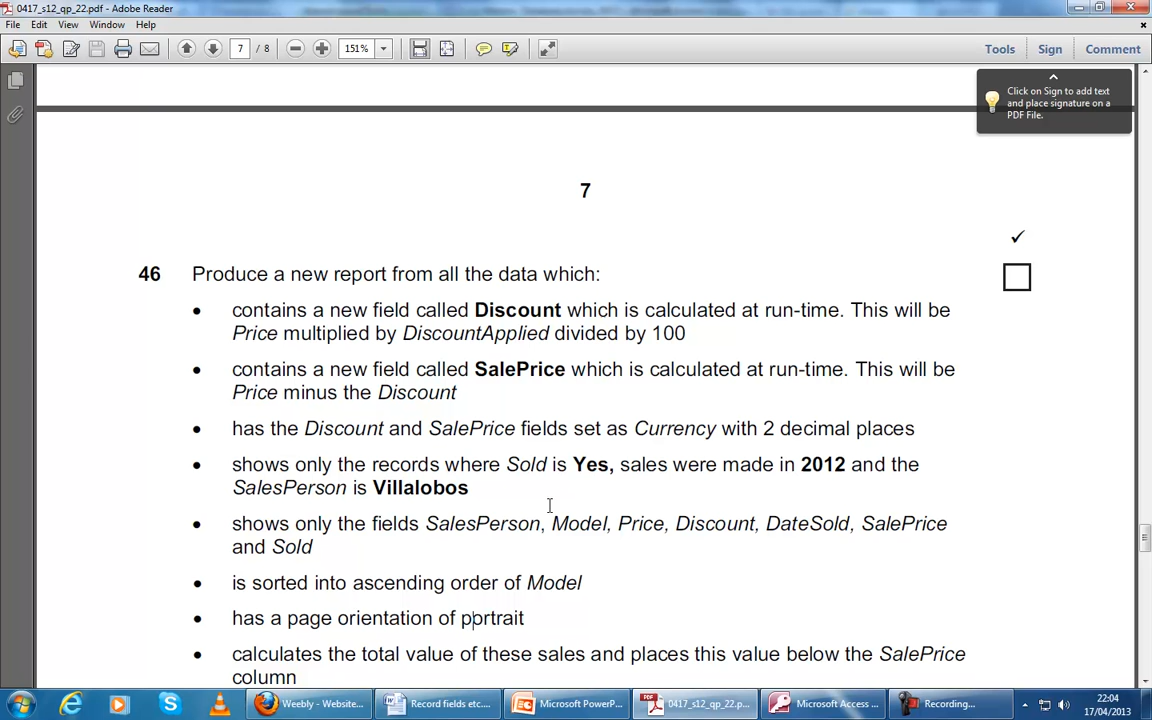 0417_s12_qp_22.pdf - Adobe Reader
File Edit View Window Help
7 / 8 151% Tools Sign Comment
Click on Sign to add text
and place signature on a
PDF File.
7
✓
46 Produce a new report from all the data which:
• contains a new field called Discount which is calculated at run-time. This will be
Price multiplied by DiscountApplied divided by 100
• contains a new field called SalePrice which is calculated at run-time. This will be
Price minus the Discount
• has the Discount and SalePrice fields set as Currency with 2 decimal places
• shows only the records where Sold is Yes, sales were made in 2012 and the
SalesPerson is Villalobos
• shows only the fields SalesPerson, Model, Price, Discount, DateSold, SalePrice
and Sold
• is sorted into ascending order of Model
• has a page orientation of portrait
• calculates the total value of these sales and places this value below the SalePrice
column
Weekly - Website... Record fields etc.... Microsoft PowerP... 0417_s12_qp_22.p... Microsoft Access ... Recording...
22:04
17/04/2013